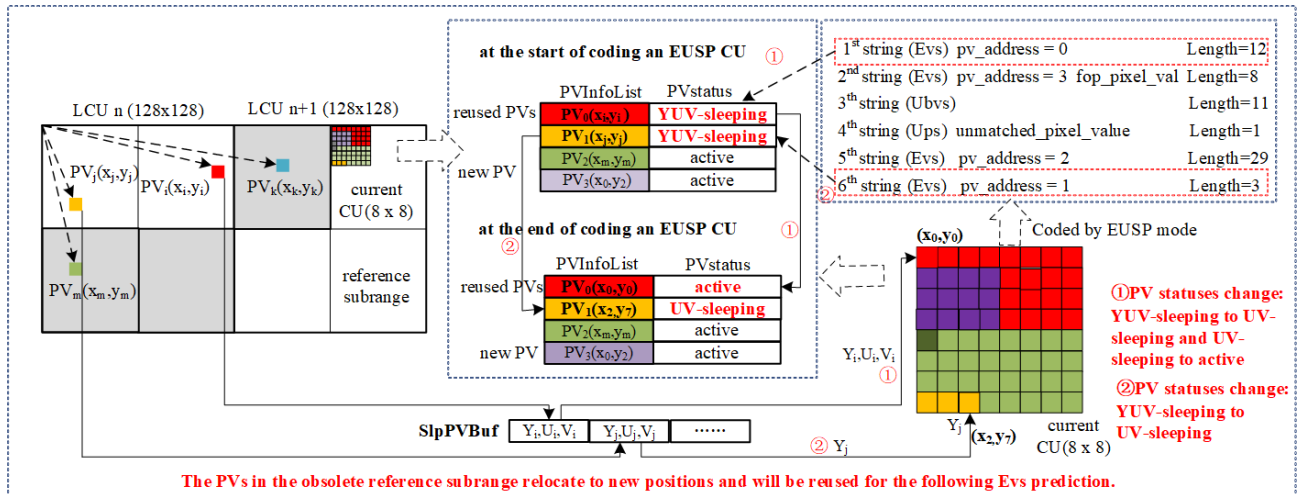 LCU n (128x128)
LCU n+1 (128x128)
PVj(xj,yj)
PVi(xi,yi)
PVk(xk,yk)
current
CU(8 x 8)
PVm(xm,ym)
reference
subrange
at the start of coding an EUSP CU
①
PVInfoList
PVstatus
reused PVs
PV0(xi,yi)
YUV-sleeping
PV1(xj,yj)
YUV-sleeping
new PV
PV2(xm,ym)
active
PV3(x0,y2)
active
②
①
②
at the end of coding an EUSP CU
PVInfoList
PVstatus
reused PVs
PV0(x0,y0)
active
PV1(x2,y7)
UV-sleeping
PV2(xm,ym)
active
new PV
PV3(x0,y2)
active
1st string (Evs) pv_address = 0 Length=12
2nd string (Evs) pv_address = 3 fop_pixel_val Length=8
3th string (Ubvs) Length=11
4th string (Ups) unmatched_pixel_value Length=1
5th string (Evs) pv_address = 2 Length=29
6th string (Evs) pv_address = 1 Length=3
Coded by EUSP mode
(x0,y0)
Yi,Ui,Vi
①
Yj
(x2,y7)
current
CU(8 x 8)
①PV statuses change:
YUV-sleeping to UV-
sleeping and UV-
sleeping to active
②PV statuses change:
YUV-sleeping to
UV-sleeping
SlpPVBuf
Yi,Ui,Vi
Yj,Uj,Vj
……
② Yj
The PVs in the obsolete reference subrange relocate to new positions and will be reused for the following Evs prediction.